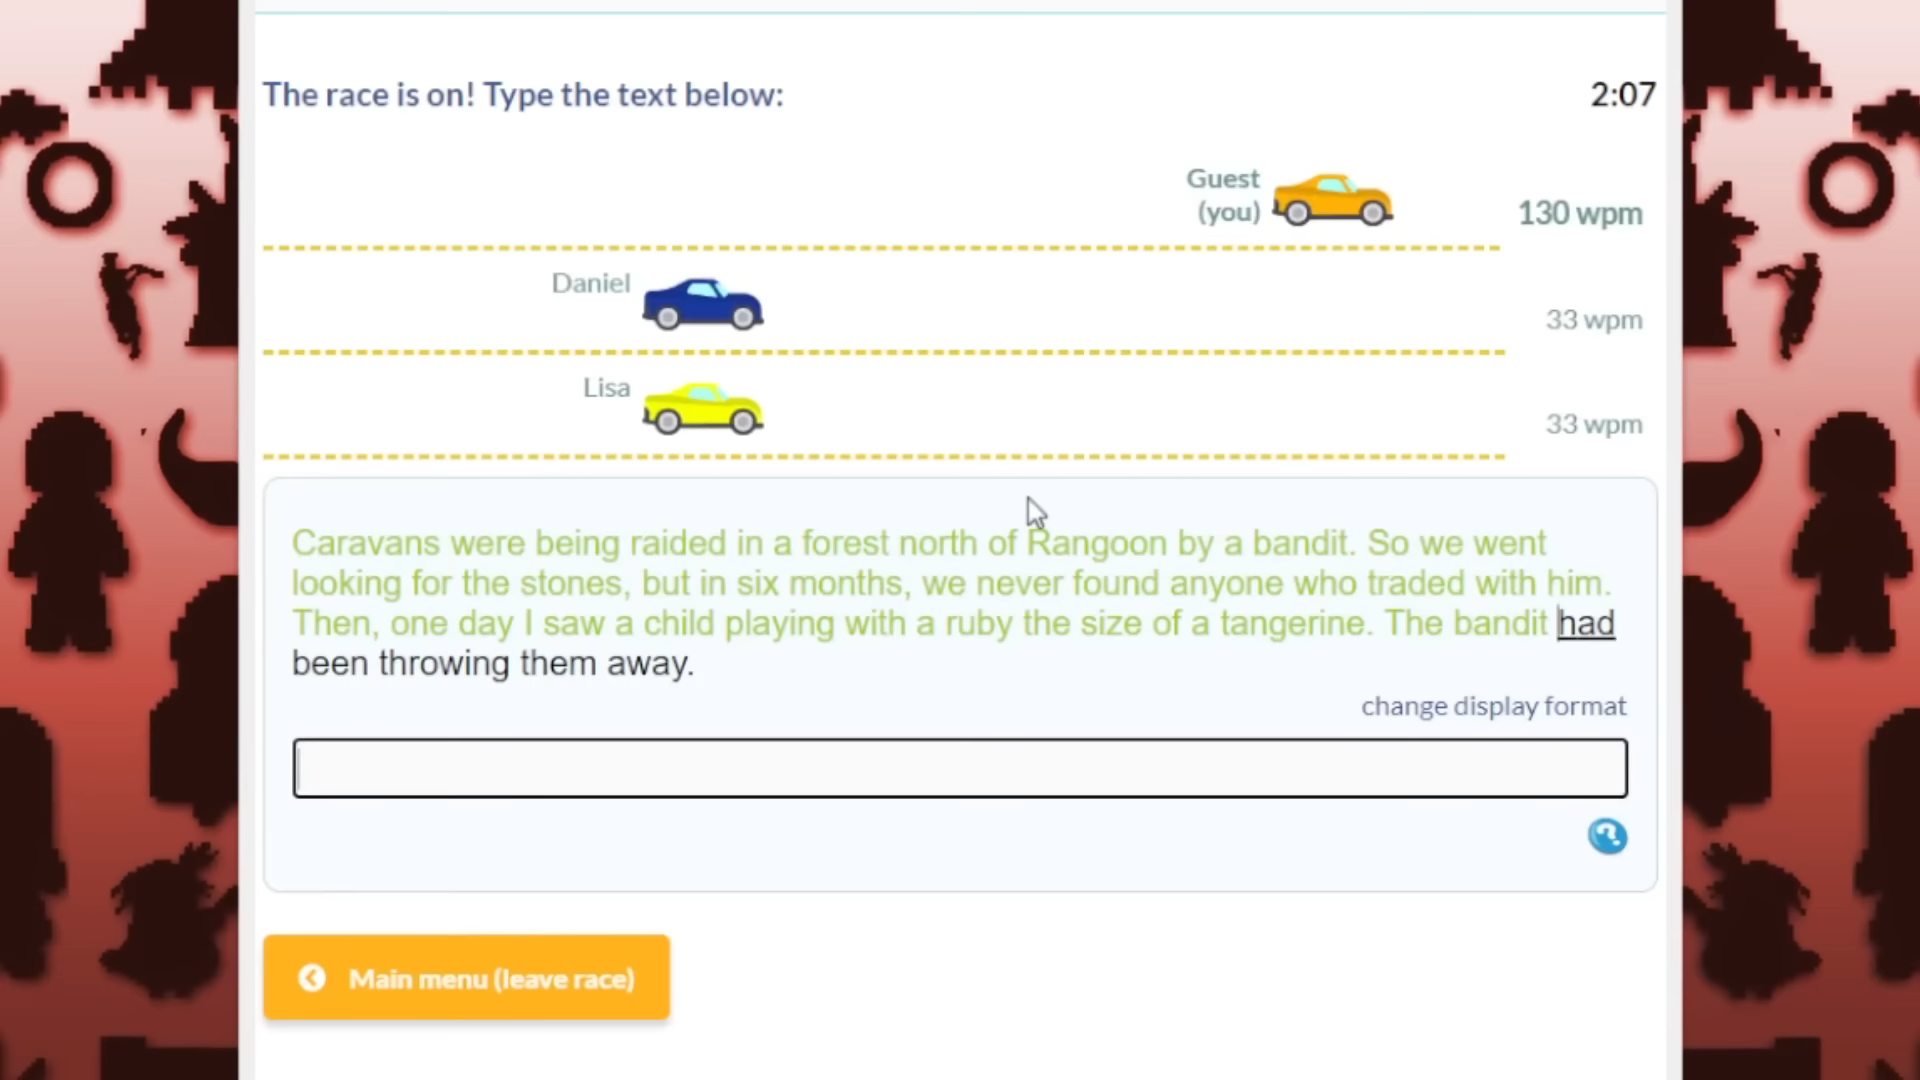 The race is on! Type the text below:
2:07
Guest
(you)
130 wpm
Daniel
33 wpm
Lisa
33 wpm
Caravans were being raided in a forest north of Rangoon by a bandit. So we went
looking for the stones, but in six months, we never found anyone who traded with him.
Then, one day I saw a child playing with a ruby the size of a tangerine. The bandit had
been throwing them away.
change display format
?
Main menu (leave race)